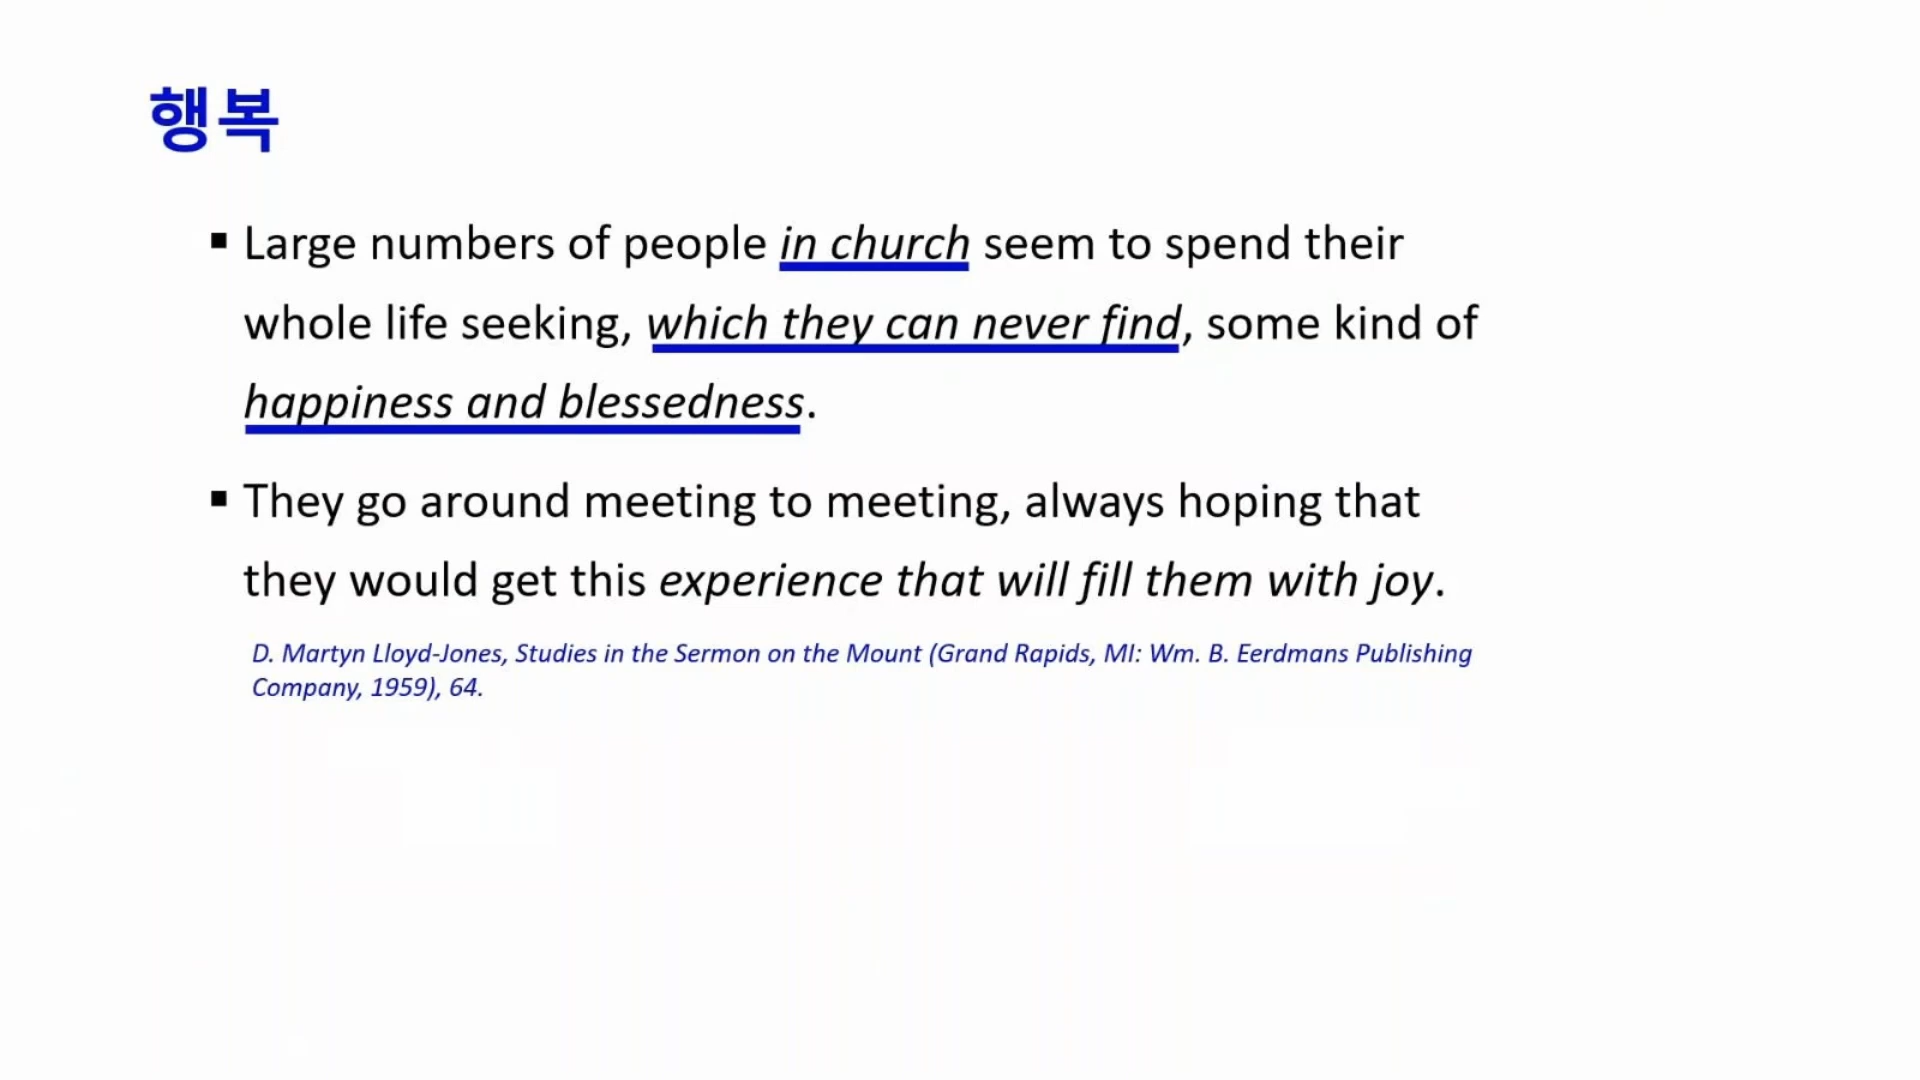 행복
▪ Large numbers of people in church seem to spend their
whole life seeking, which they can never find, some kind of
happiness and blessedness.
▪ They go around meeting to meeting, always hoping that
they would get this experience that will fill them with joy.
D. Martyn Lloyd-Jones, Studies in the Sermon on the Mount (Grand Rapids, MI: Wm. B. Eerdmans Publishing
Company, 1959), 64.